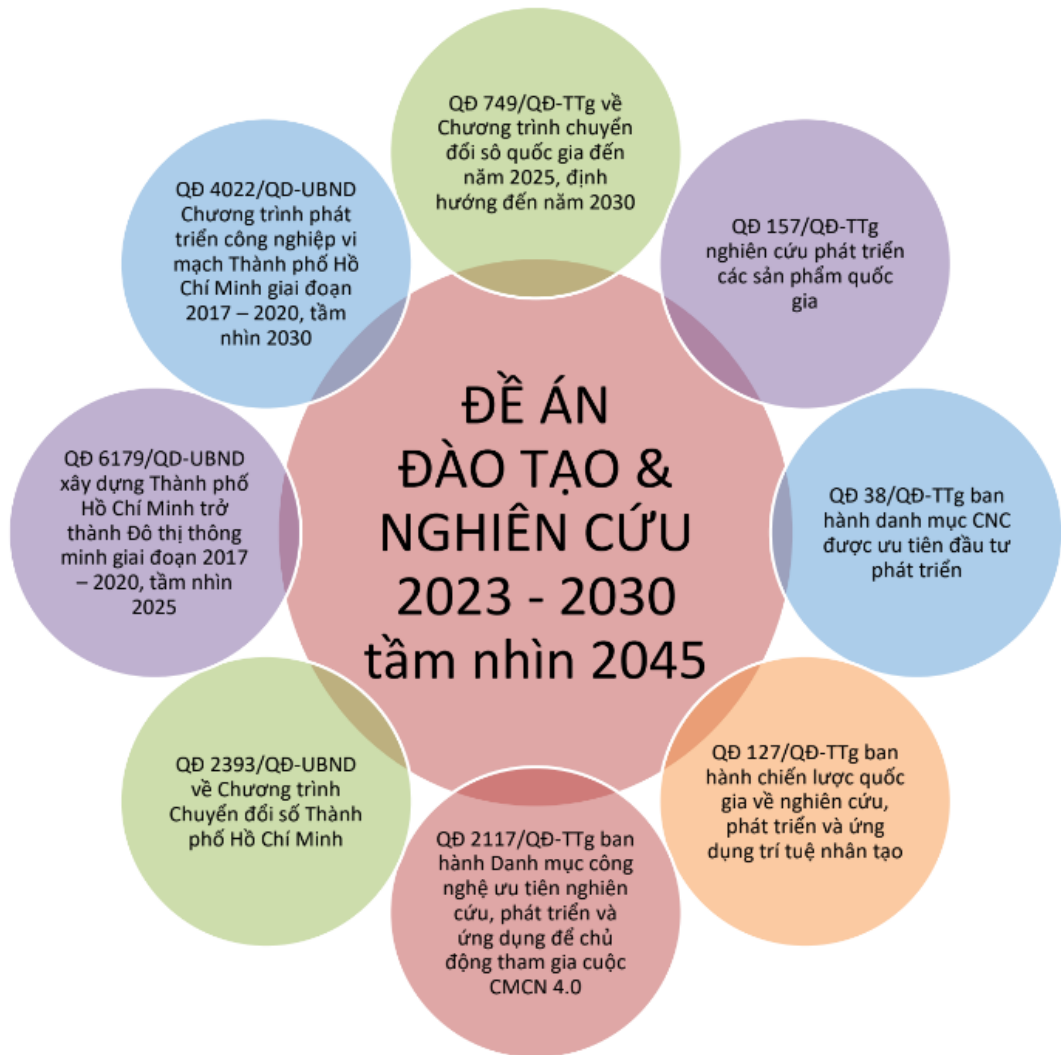 QĐ 749/QĐ-TTg về
Chương trình chuyển
đổi sô quốc gia đến
năm 2025, định
hướng đến năm 2030
QĐ 157/QĐ-TTg
nghiên cứu phát triển
các sản phẩm quốc
gia
QĐ 38/QĐ-TTg ban
hành danh mục CNC
được ưu tiên đầu tư
phát triển
QĐ 127/QĐ-TTg ban
hành chiến lược quốc
gia về nghiên cứu,
phát triển và ứng
dụng trí tuệ nhân tạo
QĐ 2117/QĐ-TTg ban
hành Danh mục công
nghệ ưu tiên nghiên
cứu, phát triển và
ứng dụng để chủ
động tham gia cuộc
CMCN 4.0
QĐ 2393/QĐ-UBND
về Chương trình
Chuyển đổi số Thành
phố Hồ Chí Minh
QĐ 6179/QD-UBND
xây dựng Thành phố
Hồ Chí Minh trở
thành Đô thị thông
minh giai đoạn 2017
– 2020, tầm nhìn
2025
QĐ 4022/QD-UBND
Chương trình phát
triển công nghiệp vi
mạch Thành phố Hồ
Chí Minh giai đoạn
2017 – 2020, tầm
nhìn 2030
ĐỀ ÁN
ĐÀO TẠO &
NGHIÊN CỨU
2023 - 2030
tầm nhìn 2045